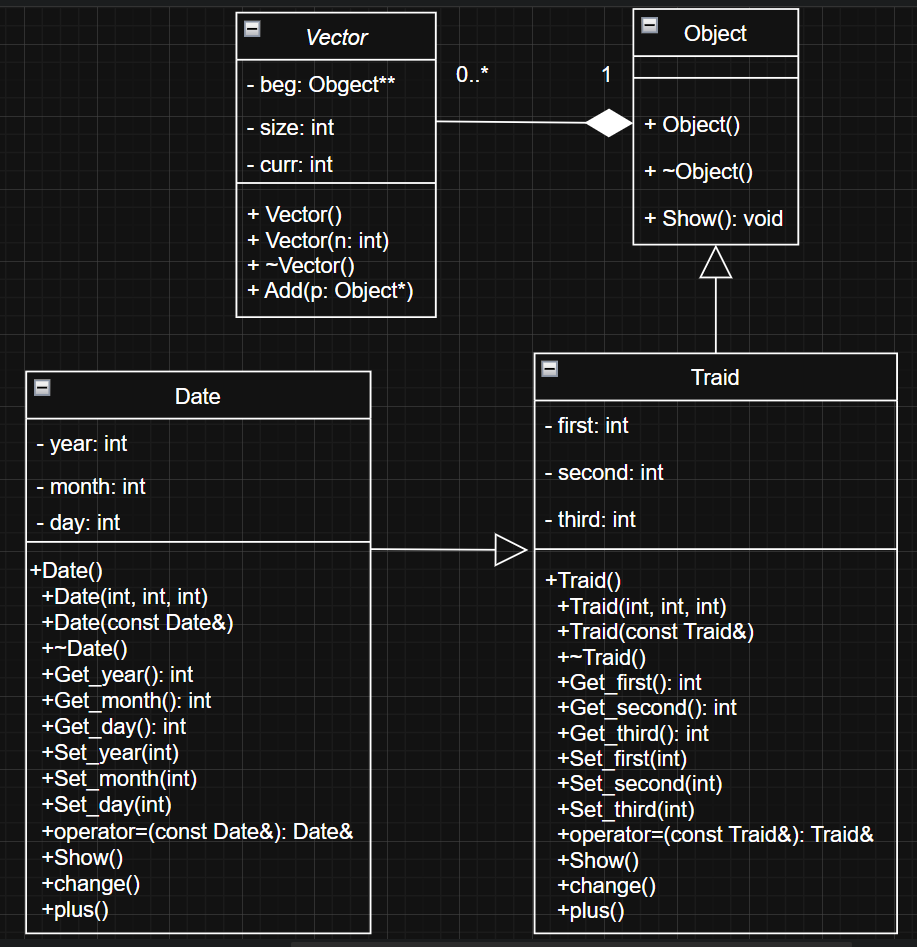 Vector
- beg: Obgect**
- size: int
- curr: int
+ Vector()
+ Vector(n: int)
+ ~Vector()
+ Add(p: Object*)
0..*
1
Object
+ Object()
+ ~Object()
+ Show(): void
Date
- year: int
- month: int
- day: int
+Date()
+Date(int, int, int)
+Date(const Date&)
+~Date()
+Get_year(): int
+Get_month(): int
+Get_day(): int
+Set_year(int)
+Set_month(int)
+Set_day(int)
+operator=(const Date&): Date&
+Show()
+change()
+plus()
Traid
- first: int
- second: int
- third: int
+Traid()
+Traid(int, int, int)
+Traid(const Traid&)
+~Traid()
+Get_first(): int
+Get_second(): int
+Get_third(): int
+Set_first(int)
+Set_second(int)
+Set_third(int)
+operator=(const Traid&): Traid&
+Show()
+change()
+plus()